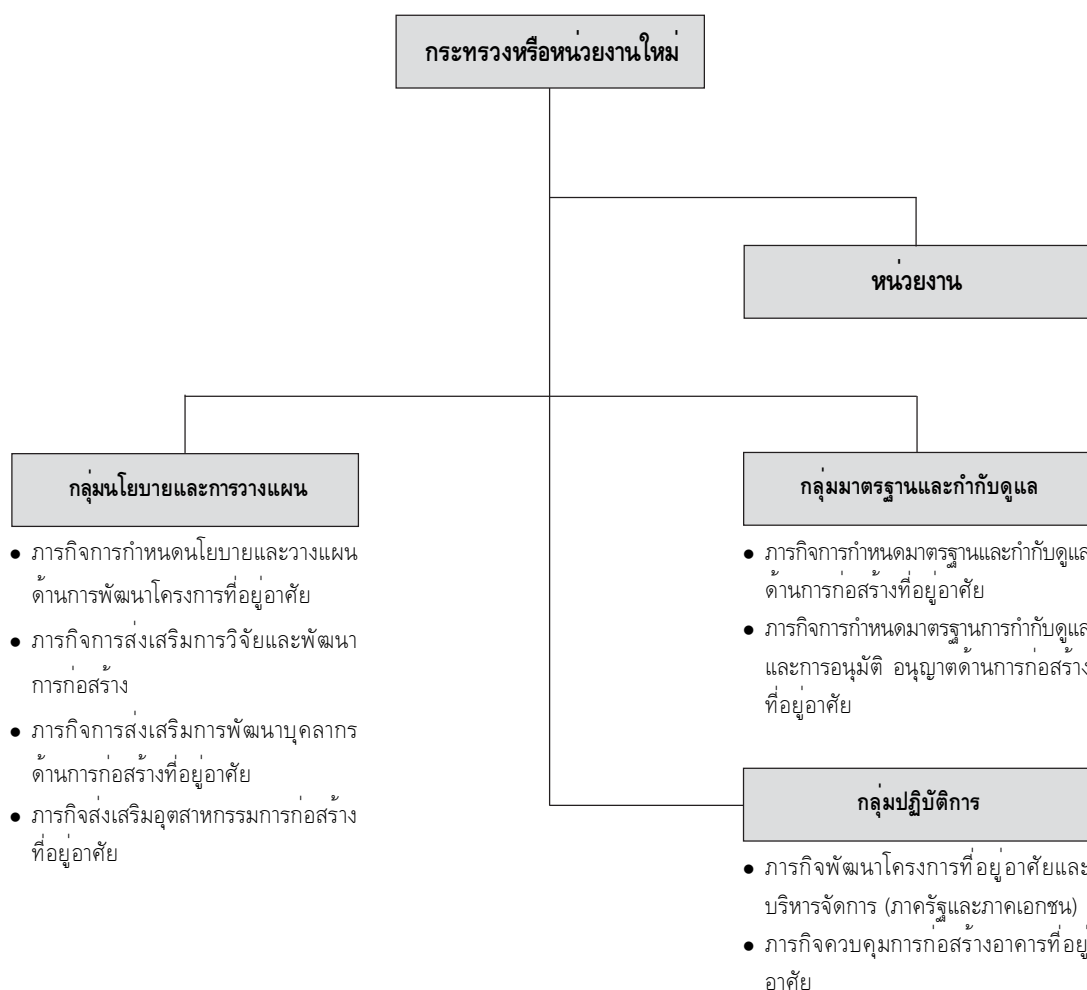 กระทรวงหรือหน่วยงานใหม่
หน่วยงาน
กลุ่มนโยบายและการวางแผน
● ภารกิจการกำหนดนโยบายและวางแผน
ด้านการพัฒนาโครงการที่อยู่อาศัย
● ภารกิจการส่งเสริมการวิจัยและพัฒนา
การก่อสร้าง
● ภารกิจการส่งเสริมการพัฒนาบุคลากร
ด้านการก่อสร้างที่อยู่อาศัย
● ภารกิจส่งเสริมอุตสาหกรรมการก่อสร้าง
ที่อยู่อาศัย
กลุ่มมาตรฐานและกำกับดูแล
● ภารกิจการกำหนดมาตรฐานและกำกับดูแล
ด้านการก่อสร้างที่อยู่อาศัย
● ภารกิจการกำหนดมาตรฐานการกำกับดูแล
และการอนุมัติ อนุญาตด้านการก่อสร้าง
ที่อยู่อาศัย
กลุ่มปฏิบัติการ
● ภารกิจพัฒนาโครงการที่อยู่อาศัยและ
บริหารจัดการ (ภาครัฐและภาคเอกชน)
● ภารกิจควบคุมการก่อสร้างอาคารที่อยู่
อาศัย